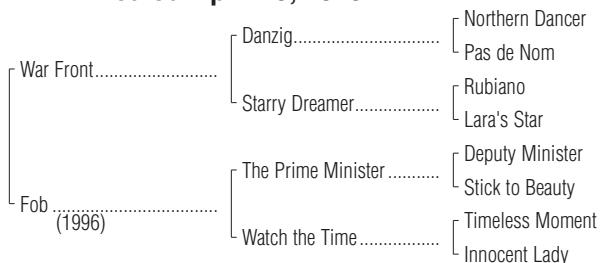 Danzig
Northern Dancer
Pas de Nom
War Front
Starry Dreamer
Rubiano
Lara's Star
The Prime Minister
Deputy Minister
Stick to Beauty
Fob
(1996)
Watch the Time
Timeless Moment
Innocent Lady